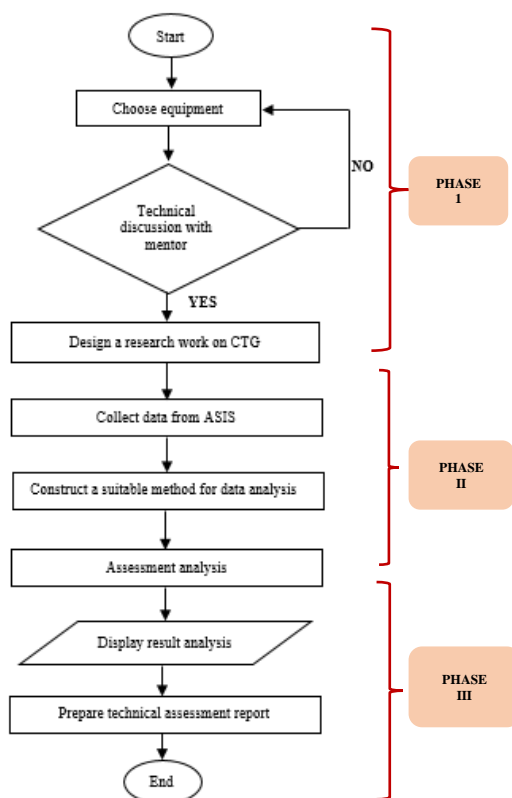 Start
Choose equipment
NO
PHASE
1
Technical
discussion with
mentor
YES
Design a research work on CTG
Collect data from ASIS
PHASE
II
Construct a suitable method for data analysis
Assessment analysis
Display result analysis
PHASE
III
Prepare technical assessment report
End